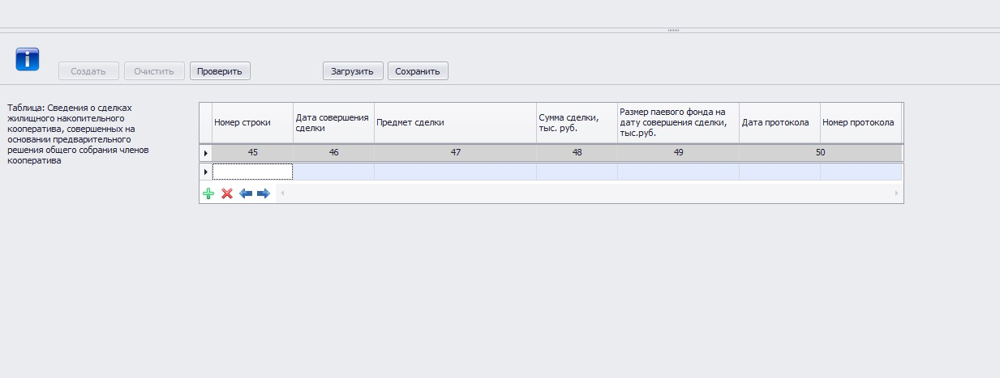 Создать
Очистить
Проверить
Загрузить
Сохранить
Таблица: Сведения о сделках
жилищного накопительного
кооператива, совершенных на
основании предварительного
решения общего собрания членов
кооператива
Номер строки
Дата совершения
сделки
Предмет сделки
Сумма сделки,
тыс. руб.
Размер паевого фонда на
дату совершения сделки,
тыс.руб.
Дата протокола
Номер протокола
45 46 47 48 49 50